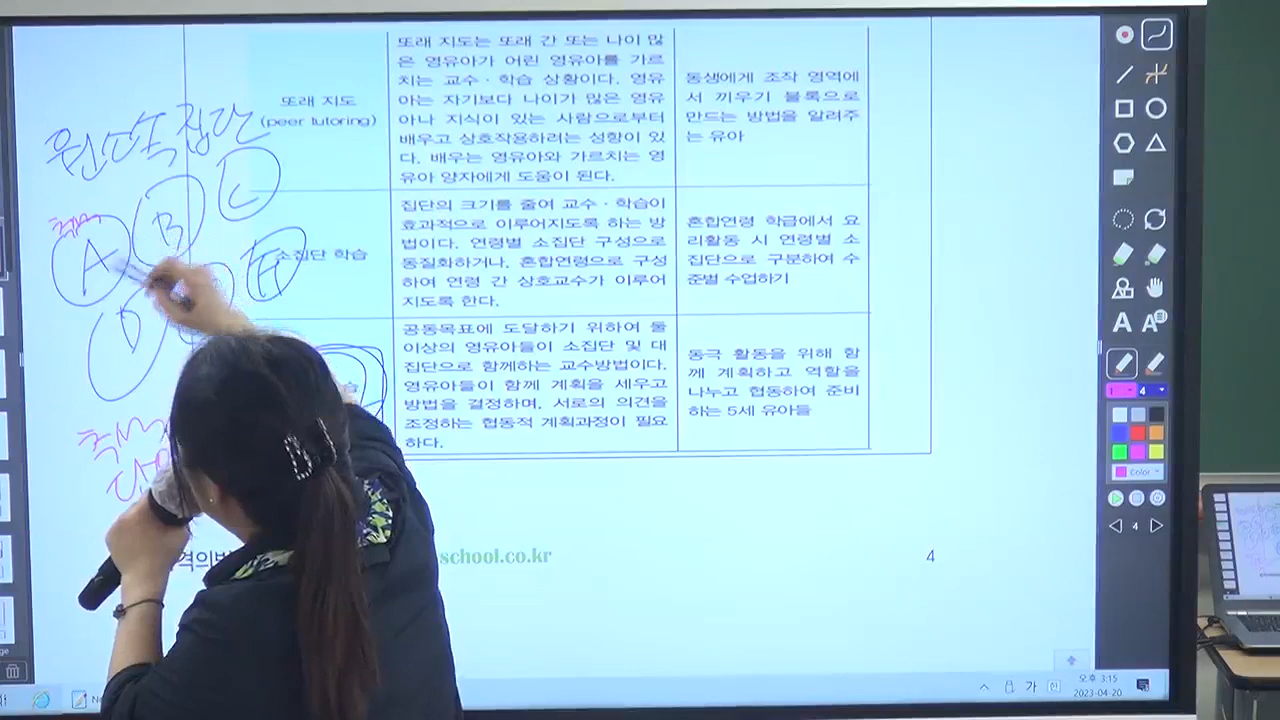 또래 지도
(peer tutoring)
또래 지도는 또래 간 또는 나이 많
은 영유아가 어린 영유아를 가르
치는 교수 · 학습 상황이다. 영유
아는 자기보다 나이가 많은 영유
아나 지식이 있는 사람으로부터
배우고 상호작용하려는 성향이 있
다. 배우는 영유아와 가르치는 영
유아 양자에게 도움이 된다.
동생에게 조작 영역에
서 끼우기 블록으로
만드는 방법을 알려주
는 유아
소집단 학습
집단의 크기를 줄여 교수 · 학습이
효과적으로 이루어지도록 하는 방
법이다. 연령별 소집단 구성으로
동질화하거나, 혼합연령으로 구성
하여 연령 간 상호교수가 이루어
지도록 한다.
혼합연령 학급에서 요
리활동 시 연령별 소
집단으로 구분하여 수
준별 수업하기
공동목표에 도달하기 위하여 둘
이상의 영유아들이 소집단 및 대
집단으로 함께하는 교수방법이다.
영유아들이 함께 계획을 세우고
방법을 결정하며, 서로의 의견을
조정하는 협동적 계획과정이 필요
하다.
동극 활동을 위해 함
께 계획하고 역할을
나누고 협동하여 준비
하는 5세 유아들
원소속 집단
A
B
C
D
school.co.kr
4
Color
4
가
오후 3:15
2023-04-20